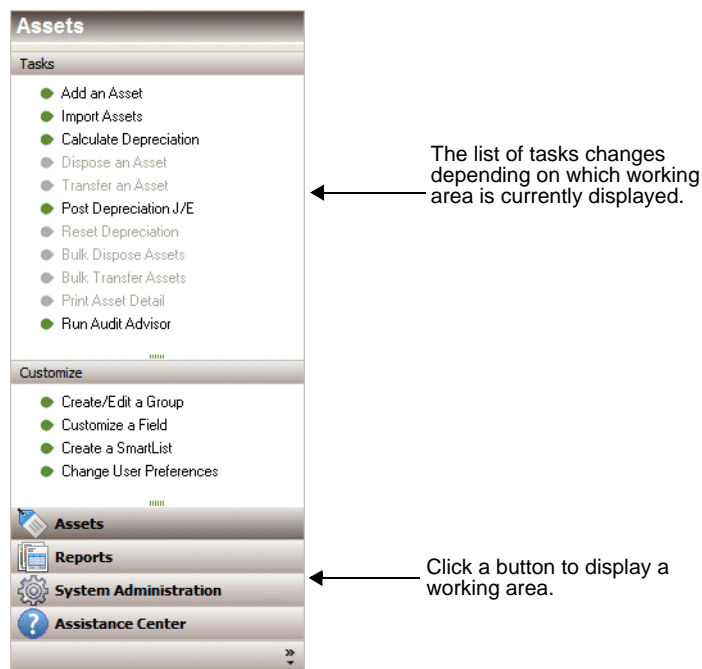 Assets
Tasks
Add an Asset
Import Assets
Calculate Depreciation
Dispose an Asset
Transfer an Asset
Post Depreciation J/E
Reset Depreciation
Bulk Dispose Assets
Bulk Transfer Assets
Print Asset Detail
Run Audit Advisor
The list of tasks changes
depending on which working
area is currently displayed.
Customize
Create/Edit a Group
Customize a Field
Create a SmartList
Change User Preferences
Assets
Reports
System Administration
Assistance Center
Click a button to display a
working area.